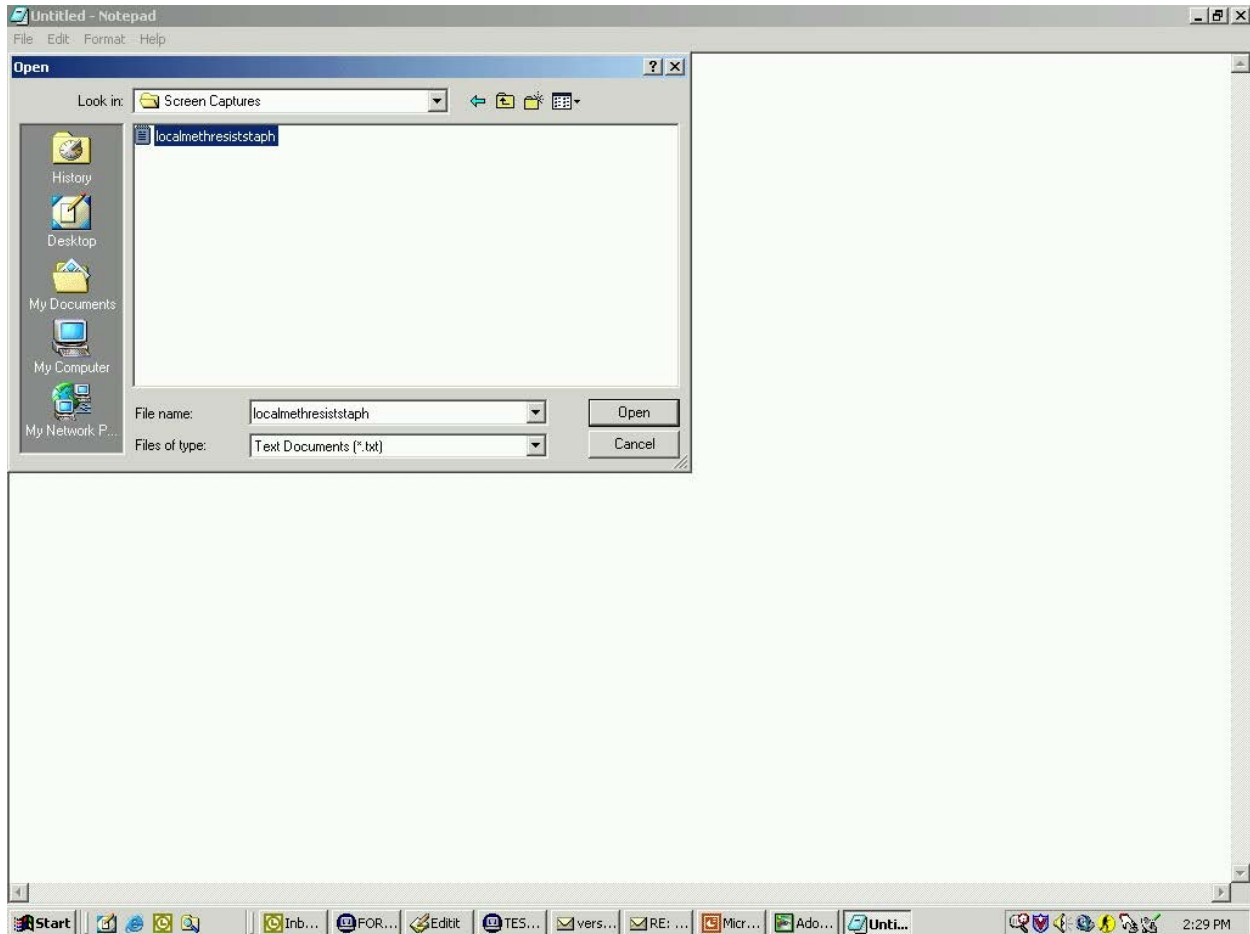 Untitled - Notepad
File Edit Format Help
Open
Look in: Screen Captures
localmethresiststaph
History
Desktop
My Documents
My Computer
My Network P...
File name: localmethresiststaph Open
Files of type: Text Documents (*.txt) Cancel
Start Inb... FOR... Editit TES... vers... RE: ... Micr... Ado... Unti... 2:29 PM